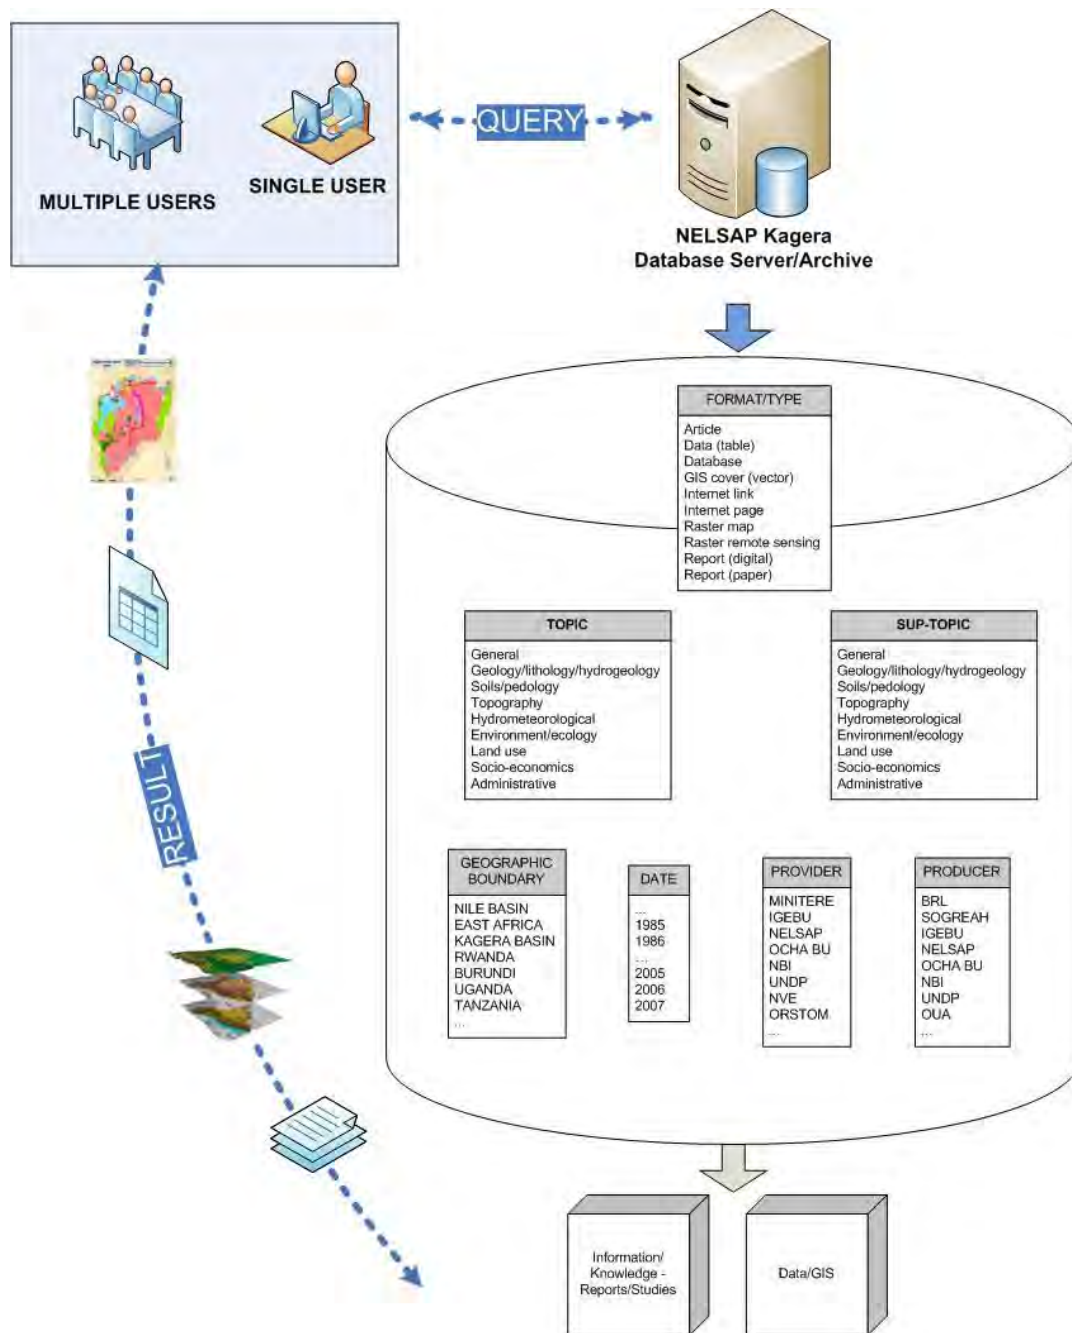 QUERY
MULTIPLE USERS
SINGLE USER
NELSAP Kagera
Database Server/Archive
FORMAT/TYPE
Article
Data (table)
Database
GIS cover (vector)
Internet link
Internet page
Raster map
Raster remote sensing
Report (digital)
Report (paper)
TOPIC
General
Geology/lithology/hydrogeology
Soils/pedology
Topography
Hydrometeorological
Environment/ecology
Land use
Socio-economics
Administrative
SUP-TOPIC
General
Geology/lithology/hydrogeology
Soils/pedology
Topography
Hydrometeorological
Environment/ecology
Land use
Socio-economics
Administrative
RESULT
GEOGRAPHIC
BOUNDARY
NILE BASIN
EAST AFRICA
KAGERA BASIN
RWANDA
BURUNDI
UGANDA
TANZANIA
...
DATE
...
1985
1986
...
2005
2006
2007
PROVIDER
MINITERE
IGEBU
NELSAP
OCHA BU
NBI
UNDP
NVE
ORSTOM
...
PRODUCER
BRL
SOGREAH
IGEBU
NELSAP
OCHA BU
NBI
UNDP
OUA
...
Information/
Knowledge -
Reports/Studies
Data/GIS